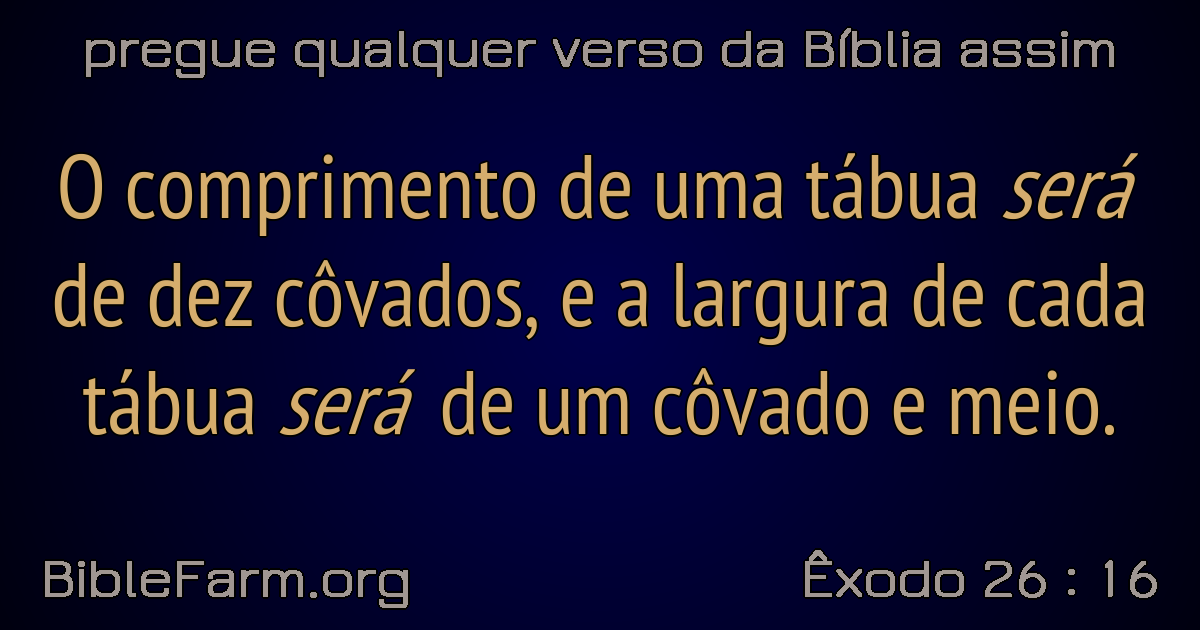 pregue qualquer verso da Bíblia assim
O comprimento de uma tábua será
de dez côvados, e a largura de cada
tábua será de um côvado e meio.
BibleFarm.org
Êxodo 26 : 16